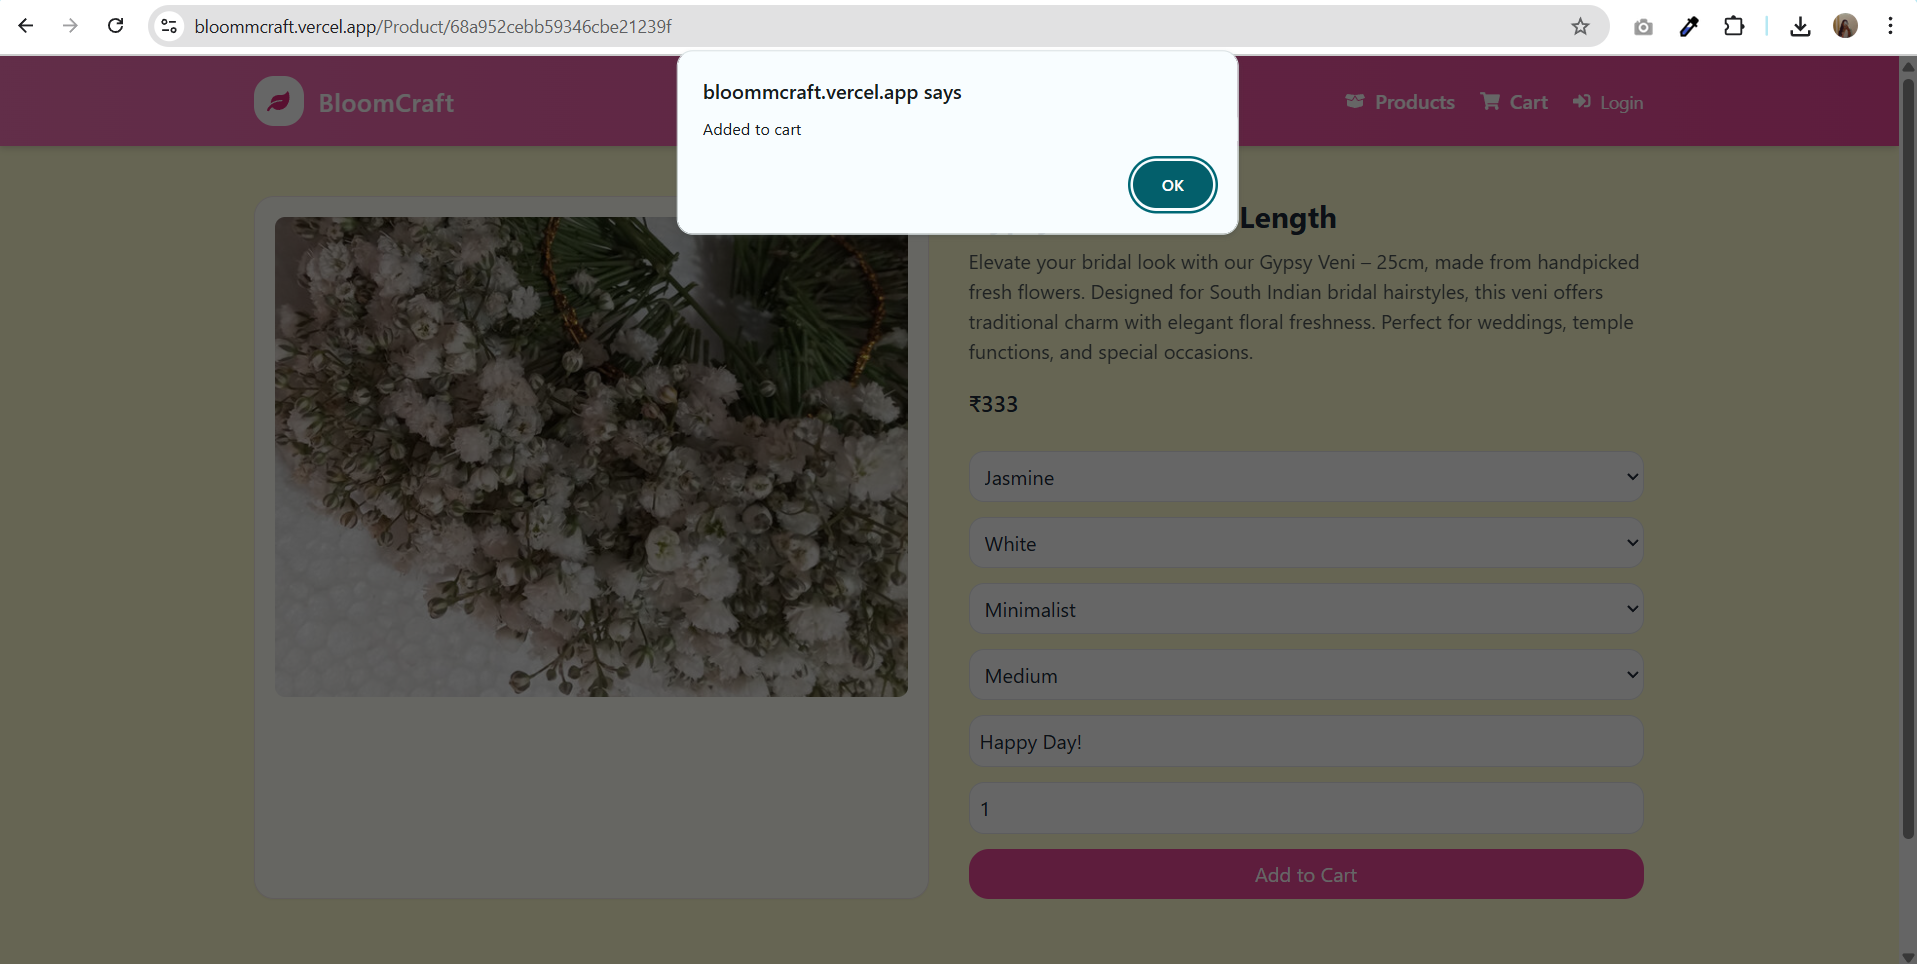 bloommcraft.vercel.app/Product/68a952cebb59346cbe21239f
bloommcraft.vercel.app says
Added to cart
OK
BloomCraft
Products
Cart
Login
Length
Elevate your bridal look with our Gypsy Veni – 25cm, made from handpicked
fresh flowers. Designed for South Indian bridal hairstyles, this veni offers
traditional charm with elegant floral freshness. Perfect for weddings, temple
functions, and special occasions.
₹333
Jasmine
White
Minimalist
Medium
Happy Day!
1
Add to Cart